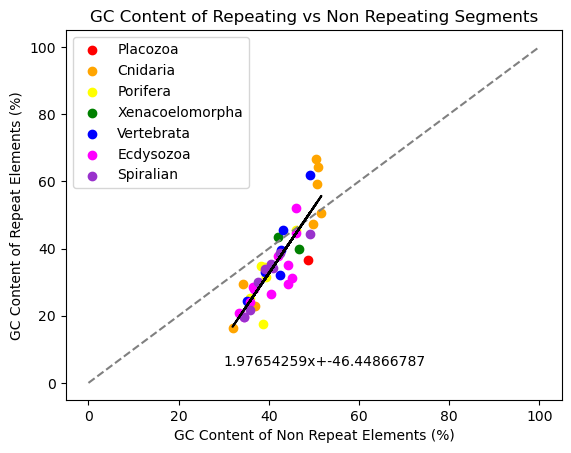 GC Content of Repeating vs Non Repeating Segments
GC Content of Repeat Elements (%)
100
80
60
40
20
0
Placozoa
Cnidaria
Porifera
Xenacoelomorpha
Vertebrata
Ecdysozoa
Spiralian
1.97654259x+-46.44866787
0 20 40 60 80 100
GC Content of Non Repeat Elements (%)